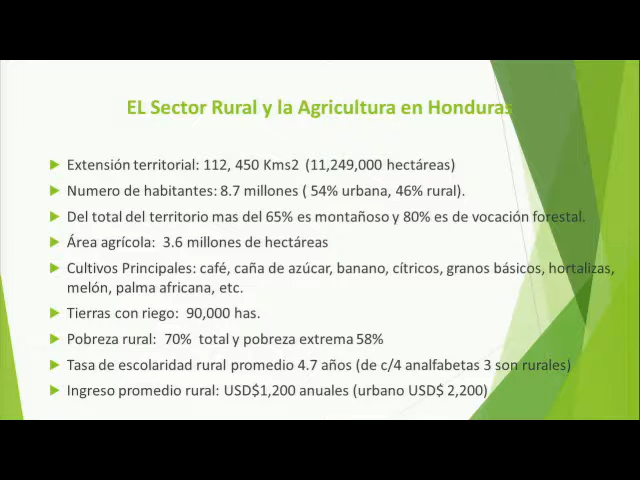 EL Sector Rural y la Agricultura en Honduras
Extensión territorial: 112, 450 Kms2 (11,249,000 hectáreas)
Numero de habitantes: 8.7 millones ( 54% urbana, 46% rural).
Del total del territorio mas del 65% es montañoso y 80% es de vocación forestal.
Área agrícola: 3.6 millones de hectáreas
Cultivos Principales: café, caña de azúcar, banano, cítricos, granos básicos, hortalizas,
melón, palma africana, etc.
Tierras con riego: 90,000 has.
Pobreza rural: 70% total y pobreza extrema 58%
Tasa de escolaridad rural promedio 4.7 años (de c/4 analfabetas 3 son rurales)
Ingreso promedio rural: USD$1,200 anuales (urbano USD$ 2,200)